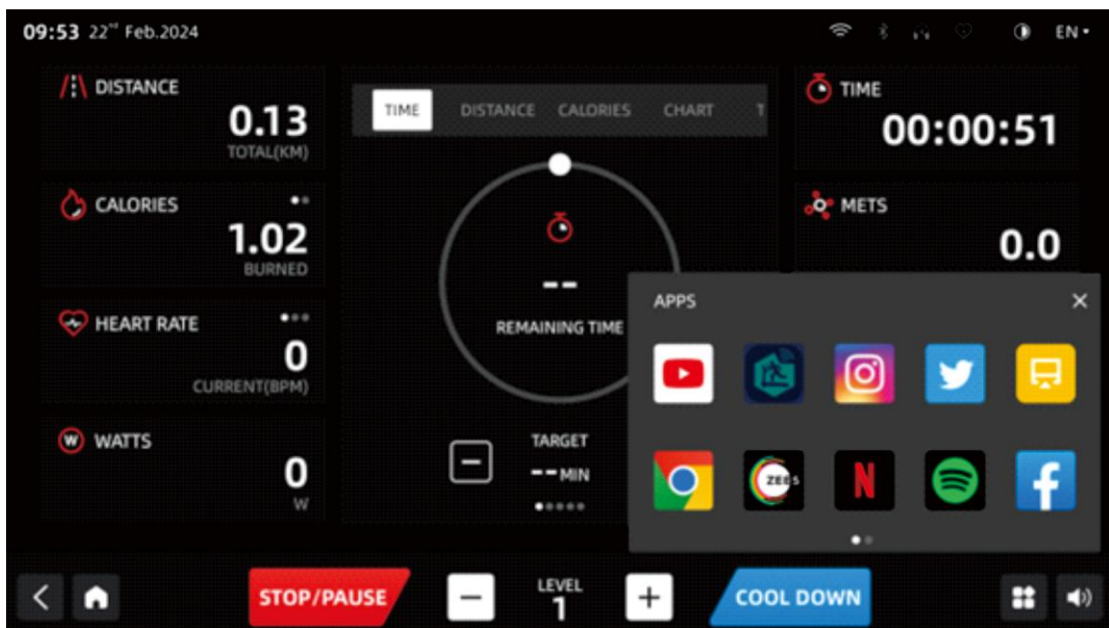 09:53 22nd Feb.2024
EN
DISTANCE
0.13
TOTAL(KM)
CALORIES
1.02
BURNED
HEART RATE
0
CURRENT(BPM)
WATTS
0
W
TIME DISTANCE CALORIES CHART T
--
REMAINING TIME
TARGET
--MIN
TIME
00:00:51
METS
0.0
APPS
ZEE5
STOP/PAUSE
LEVEL
1
COOL DOWN